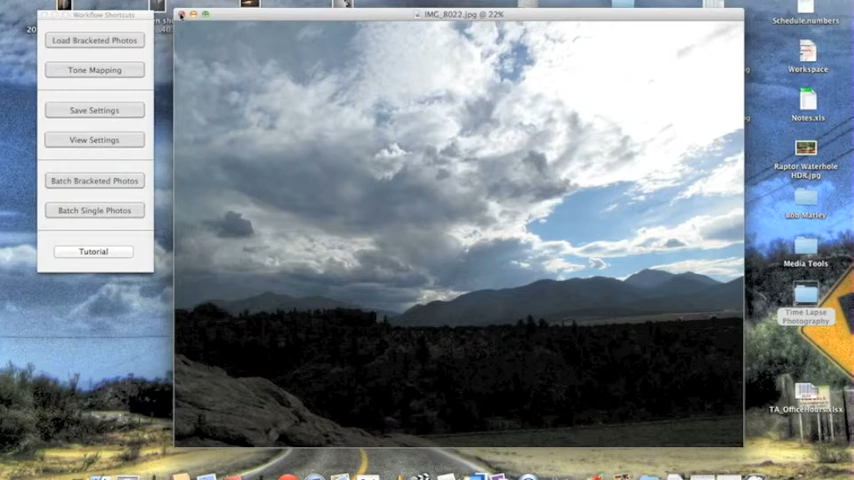 Workflow Shortcuts
Load Bracketed Photos
Tone Mapping
Save Settings
View Settings
Batch Bracketed Photos
Batch Single Photos
Tutorial
IMG_8022.jpg @ 22%
Schedule.numbers
Workspace
Notes.xls
Raptor Waterhole
HDR.jpg
Bob Marley
Media Tools
Time Lapse
Photography
TA_OfficeHours.xlsx